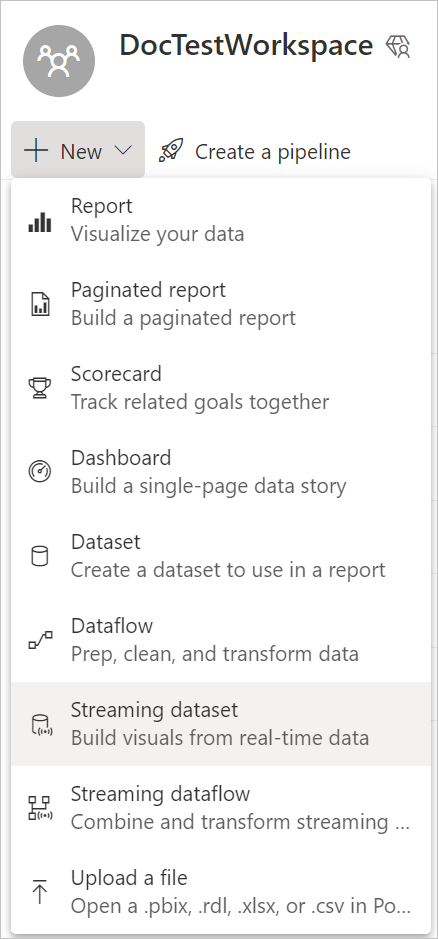 DocTestWorkspace
New
Create a pipeline
Report
Visualize your data
Paginated report
Build a paginated report
Scorecard
Track related goals together
Dashboard
Build a single-page data story
Dataset
Create a dataset to use in a report
Dataflow
Prep, clean, and transform data
Streaming dataset
Build visuals from real-time data
Streaming dataflow
Combine and transform streaming ...
Upload a file
Open a .pbix, .rdl, .xlsx, or .csv in Po...